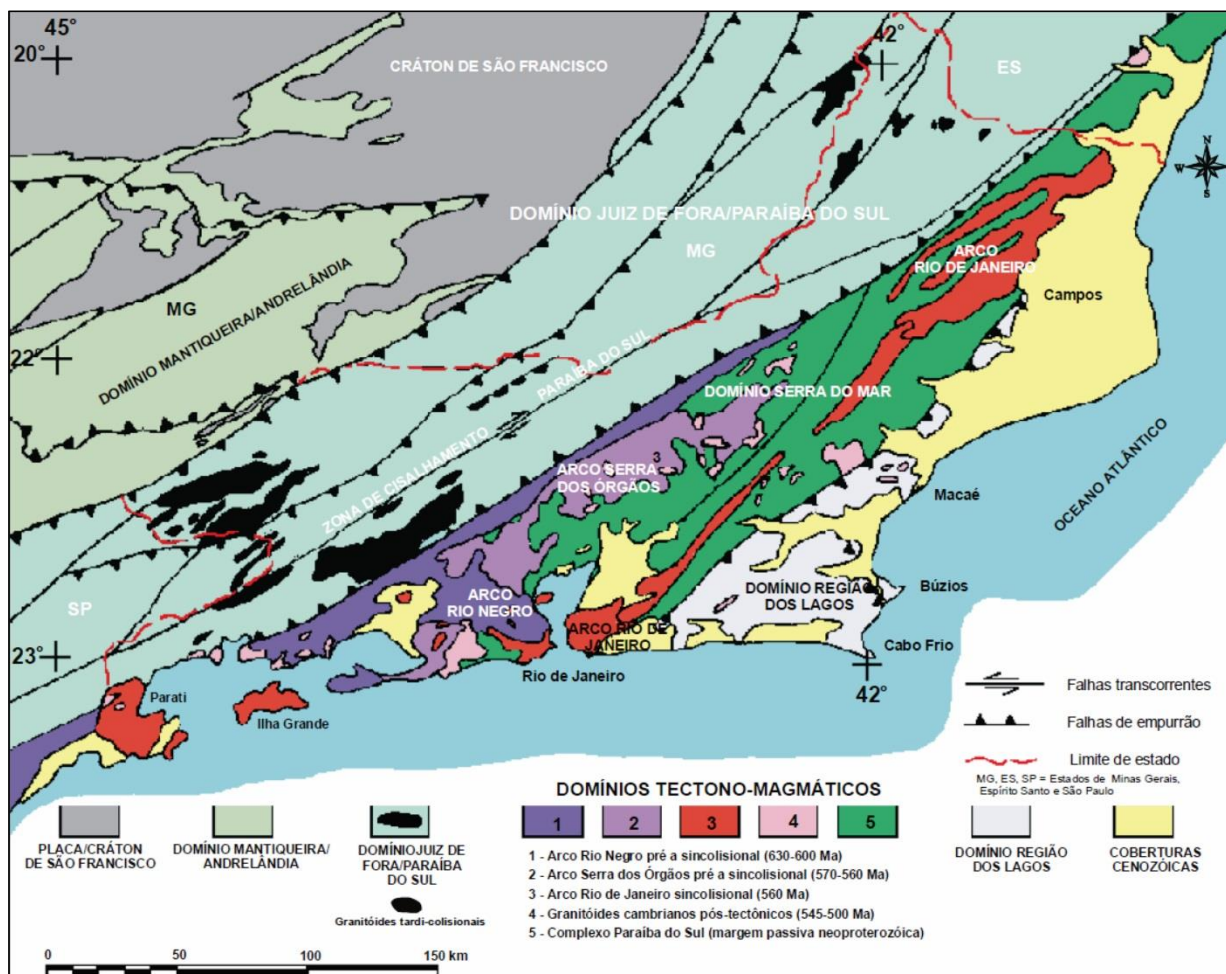 45°
20°
CRÁTON DE SÃO FRANCISCO
42°
ES
N
W
S
DOMÍNIO JUIZ DE FORA/PARAÍBA DO SUL
MG
ARCO
RIO DE JANEIRO
MG
DOMÍNIO MANTIQUEIRA/ANDRELÂNDIA
Campos
22°
ZONA DE CISALHAMENTO PARAÍBA DO SUL
DOMÍNIO SERRA DO MAR
3
ARCO SERRA
DOS ÓRGÃOS
Macaé
OCEANO ATLÂNTICO
SP
ARCO
RIO NEGRO
DOMÍNIO REGIÃO
DOS LAGOS
Búzios
ARCO RIO DE
JANEIRO
23°
Rio de Janeiro
Cabo Frio
42°
Parati
Ilha Grande
Falhas transcorrentes
Falhas de empurrão
Limite de estado
MG, ES, SP = Estados de Minas Gerais,
Espírito Santo e São Paulo
DOMÍNIOS TECTONO-MAGMÁTICOS
1 2 3 4 5
PLACA/CRÁTON
DE SÃO FRANCISCO
DOMÍNIO MANTIQUEIRA/
ANDRELÂNDIA
DOMÍNIOJUIZ DE
FORA/PARAÍBA
DO SUL
Granitóides tardi-colisionais
1 - Arco Rio Negro pré a sincolisional (630-600 Ma)
2 - Arco Serra dos Órgãos pré a sincolisional (570-560 Ma)
3 - Arco Rio de Janeiro sincolisional (560 Ma)
4 - Granitóides cambrianos pós-tectônicos (545-500 Ma)
5 - Complexo Paraíba do Sul (margem passiva neoproterozóica)
DOMÍNIO REGIÃO
DOS LAGOS
COBERTURAS
CENOZÓICAS
0 50 100 150 km